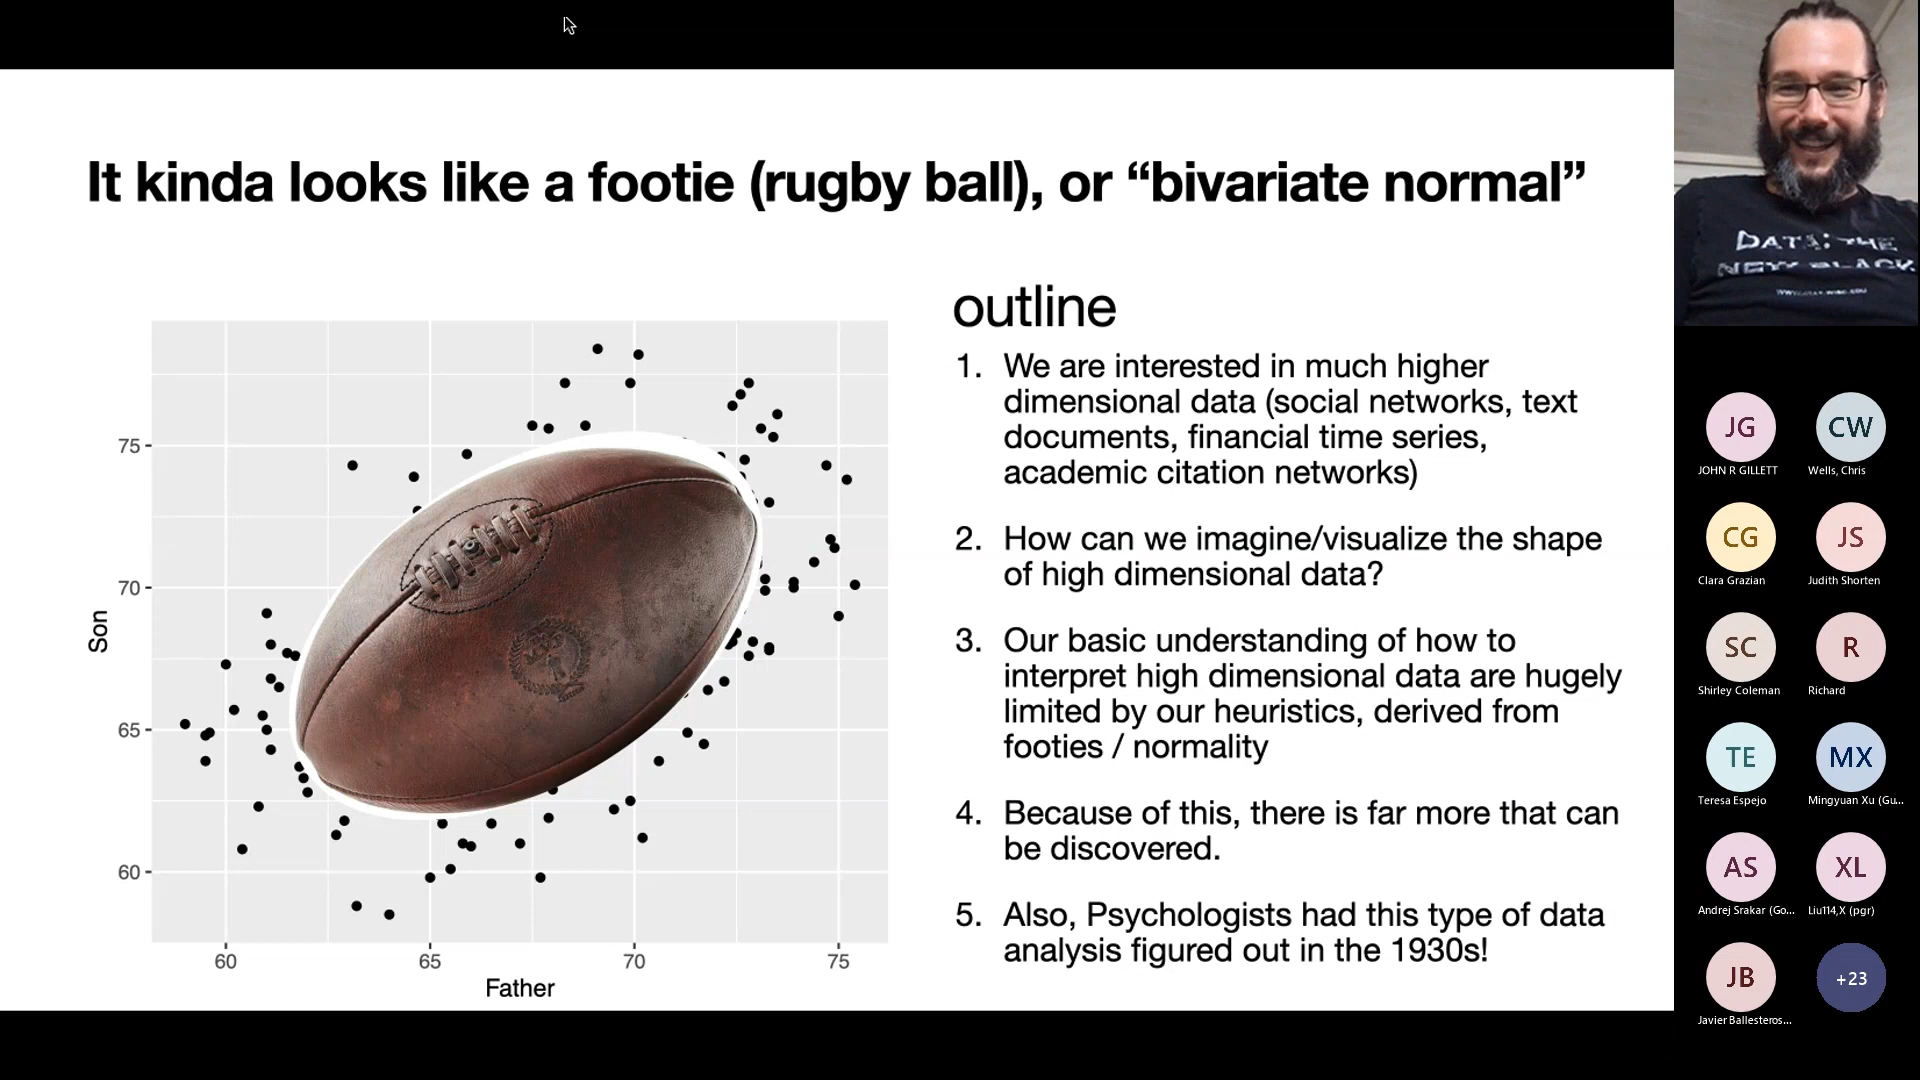 It kinda looks like a footie (rugby ball), or “bivariate normal”
outline
1. We are interested in much higher
dimensional data (social networks, text
documents, financial time series,
academic citation networks)
2. How can we imagine/visualize the shape
of high dimensional data?
3. Our basic understanding of how to
interpret high dimensional data are hugely
limited by our heuristics, derived from
footies / normality
4. Because of this, there is far more that can
be discovered.
5. Also, Psychologists had this type of data
analysis figured out in the 1930s!
75
70
65
60
Son
60 65 70 75
Father
DATA: THE
NEW BLACK
JG CW
JOHN R GILLETT Wells, Chris
CG JS
Clara Grazian Judith Shorten
SC R
Shirley Coleman Richard
TE MX
Teresa Espejo Mingyuan Xu (Gu...
AS XL
Andrej Srakar (Go... Liu114,X (pgr)
JB +23
Javier Ballesteros...